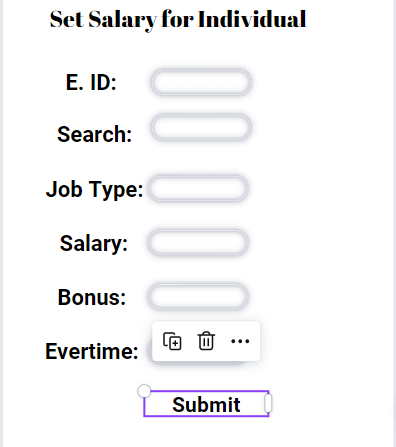 Set Salary for Individual
E. ID:
Search:
Job Type:
Salary:
Bonus:
Evertime:
Submit